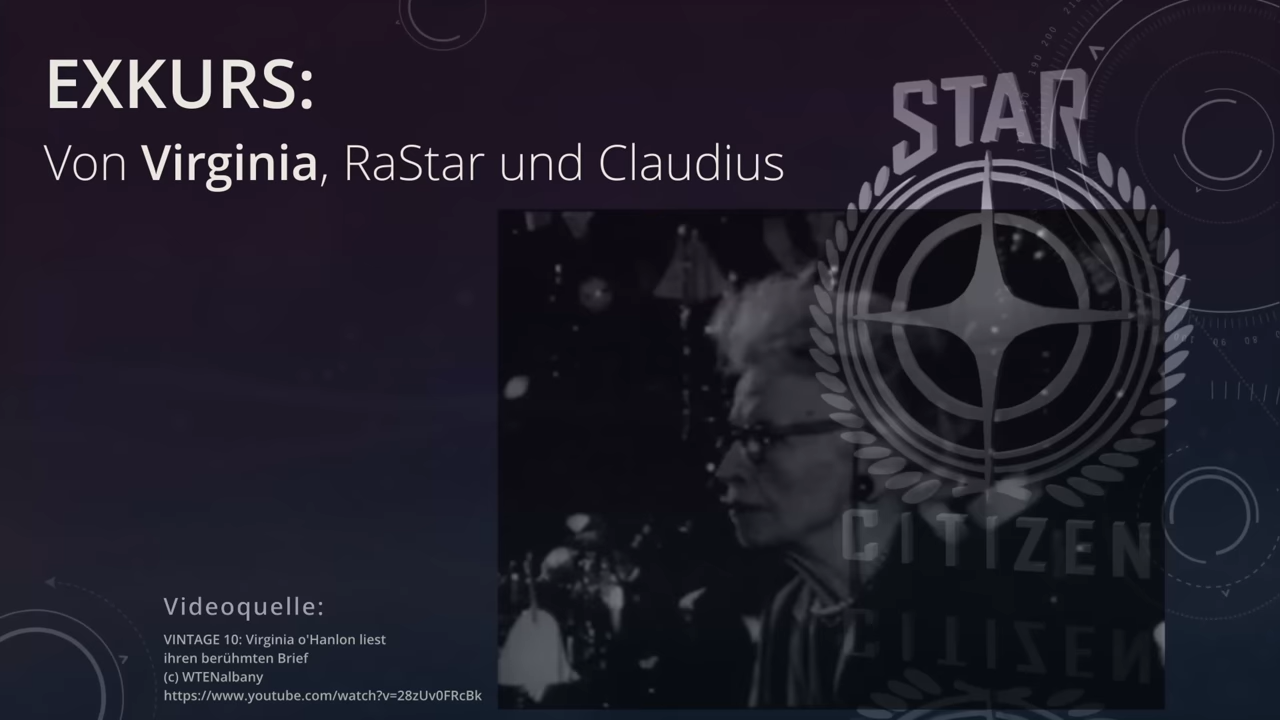 EXKURS:
Von Virginia, RaStar und Claudius
STAR
CITIZEN
Videoquelle:
VINTAGE 10: Virginia o'Hanlon liest
ihren berühmten Brief
(c) WTENalbany
https://www.youtube.com/watch?v=28zUv0FRcBk